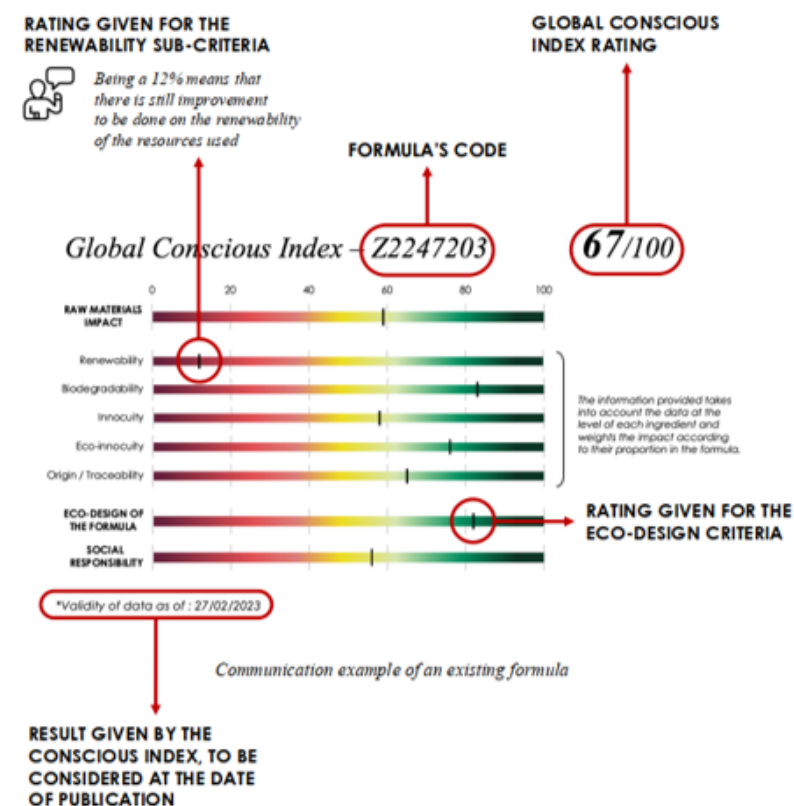 RATING GIVEN FOR THE
RENEWABILITY SUB-CRITERIA
Being a 12% means that
there is still improvement
to be done on the renewability
of the resources used
GLOBAL CONSCIOUS
INDEX RATING
FORMULA'S CODE
Global Conscious Index – Z2247203
67/100
0 20 40 60 80 100
RAW MATERIALS
IMPACT
Renewability
Biodegradability
Innocuity
Eco-innocuity
Origin / Traceability
The information provided takes
into account the data at the
level of each ingredient and
weights the impact according
to their proportion in the formula.
ECO-DESIGN OF
THE FORMULA
RATING GIVEN FOR THE
ECO-DESIGN CRITERIA
SOCIAL
RESPONSIBILITY
*Validity of data as of : 27/02/2023
Communication example of an existing formula
RESULT GIVEN BY THE
CONSCIOUS INDEX, TO BE
CONSIDERED AT THE DATE
OF PUBLICATION